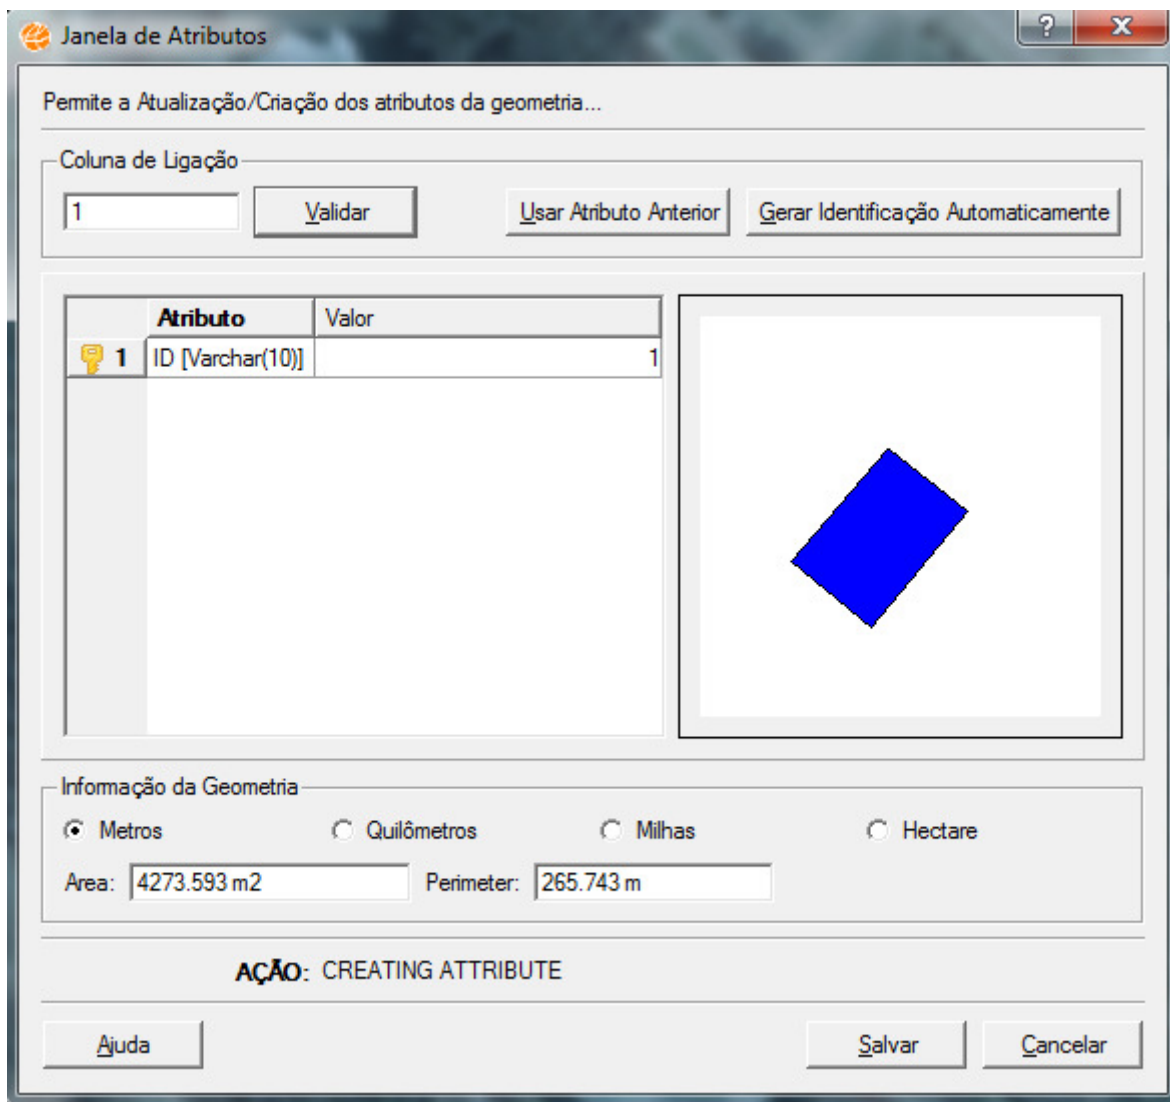 Janela de Atributos
?
X
Permite a Atualização/Criação dos atributos da geometria...
Coluna de Ligação
1 Validar Usar Atributo Anterior Gerar Identificação Automaticamente
Atributo Valor
1 ID [Varchar(10)] 1
Informação da Geometria
Metros Quilômetros Milhas Hectare
Area: 4273.593 m2 Perimeter: 265.743 m
AÇÃO: CREATING ATTRIBUTE
Ajuda Salvar Cancelar